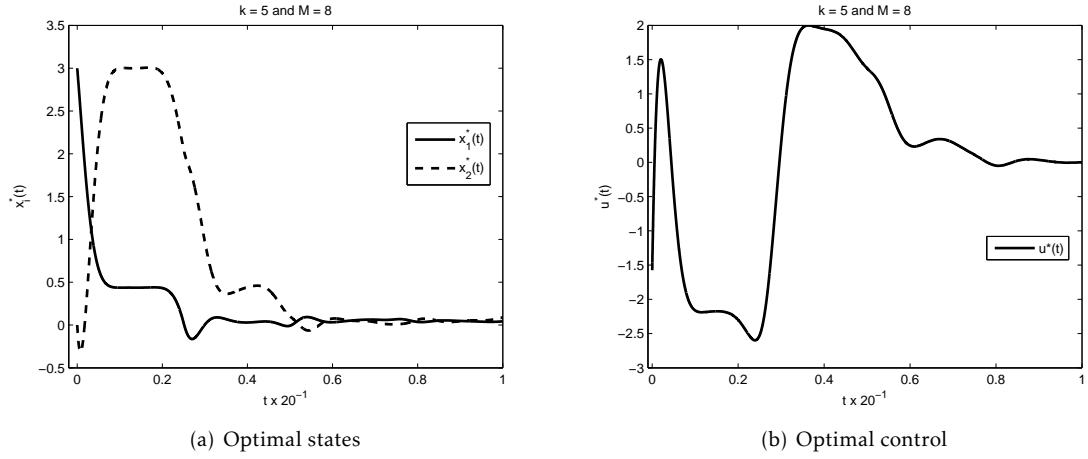 k = 5 and M = 8
3.5
3
2.5
2
1.5
1
0.5
0
−0.5
x_i^*(t)
0
0.2
0.4
0.6
0.8
1
t x 20^−1
x_1^*(t)
x_2^*(t)
(a) Optimal states
k = 5 and M = 8
2
1.5
1
0.5
0
−0.5
−1
−1.5
−2
−2.5
−3
u^*(t)
0
0.2
0.4
0.6
0.8
1
t x 20^−1
u*(t)
(b) Optimal control